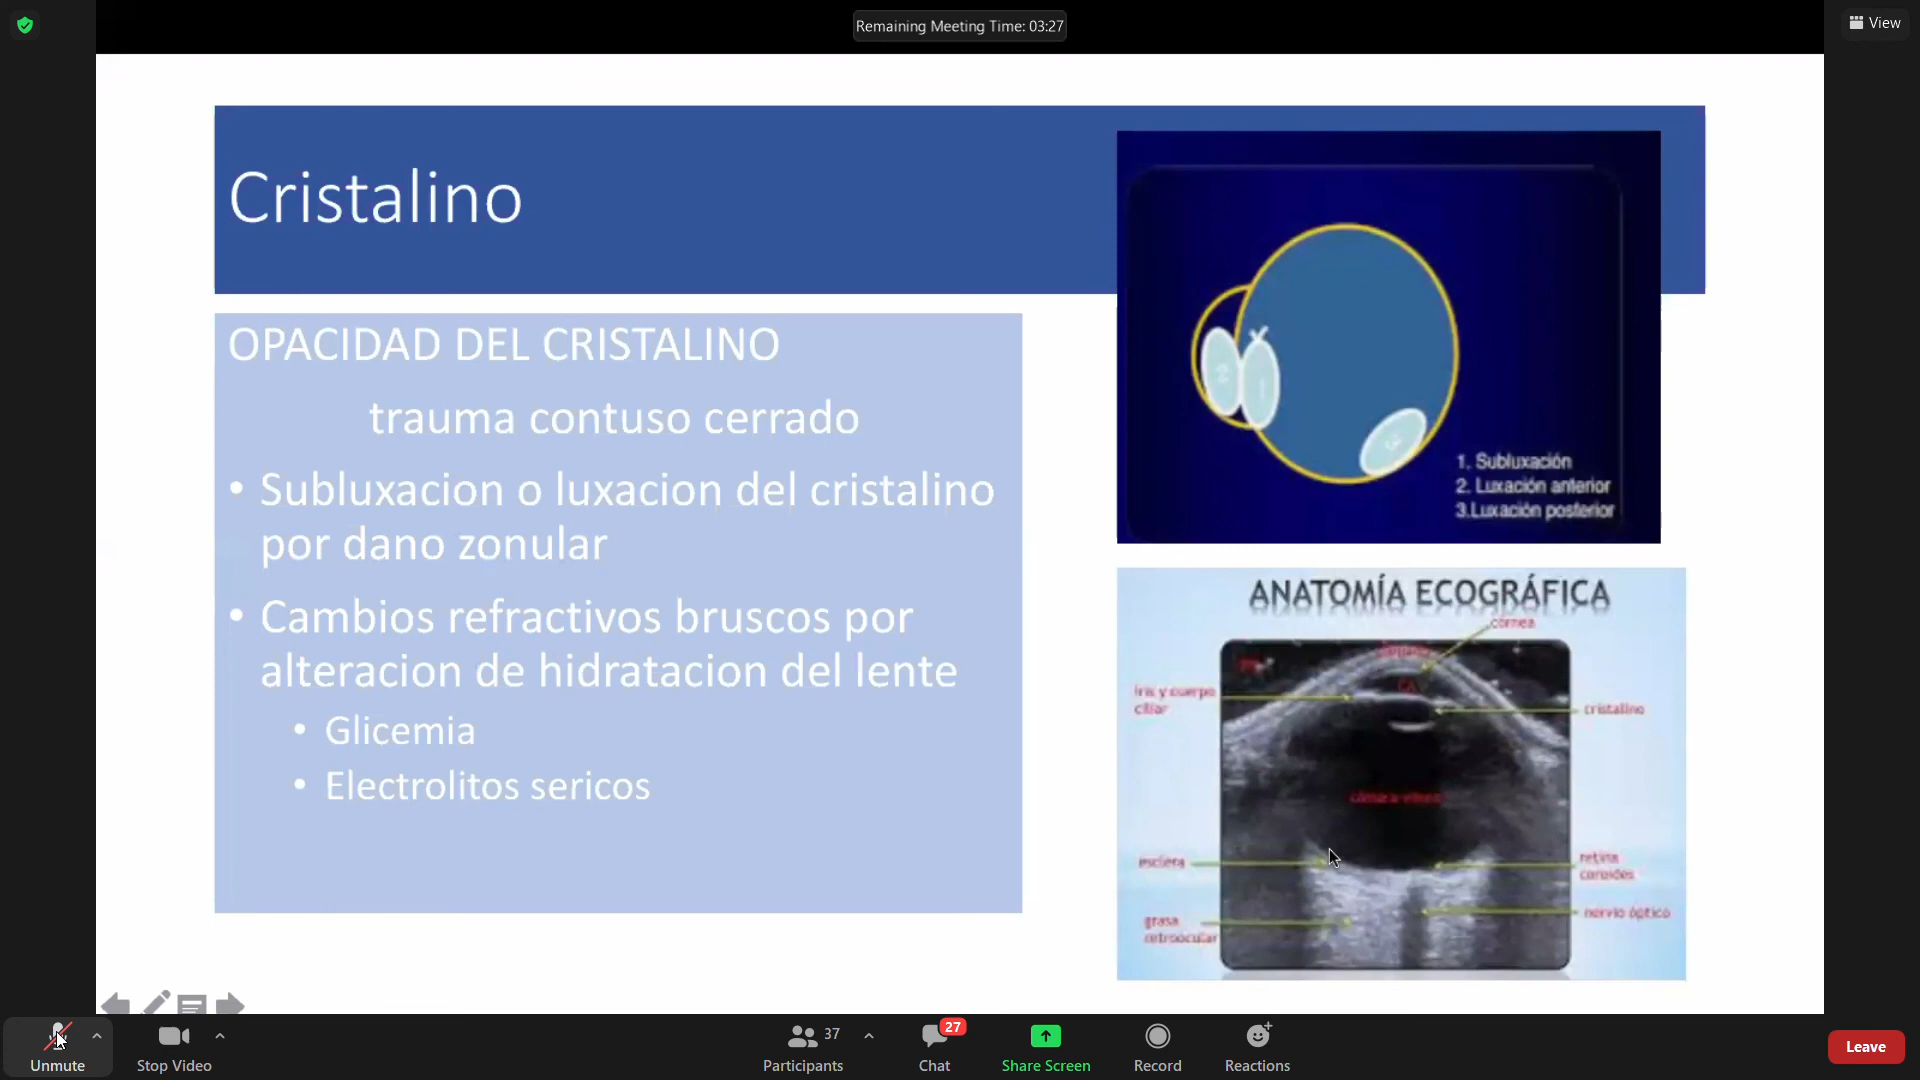 Remaining Meeting Time: 03:27
View
Cristalino
OPACIDAD DEL CRISTALINO
trauma contuso cerrado
• Subluxacion o luxacion del cristalino
por dano zonular
• Cambios refractivos bruscos por
alteracion de hidratacion del lente
• Glicemia
• Electrolitos sericos
2
1
3
1. Subluxación
2. Luxación anterior
3.Luxación posterior
ANATOMÍA ECOGRÁFICA
córnea
iris y cuerpo
ciliar
cristalino
esclera
retina
coroides
grasa
retroocular
nervio óptico
Unmute
Stop Video
37
Participants
27
Chat
Share Screen
Record
Reactions
Leave